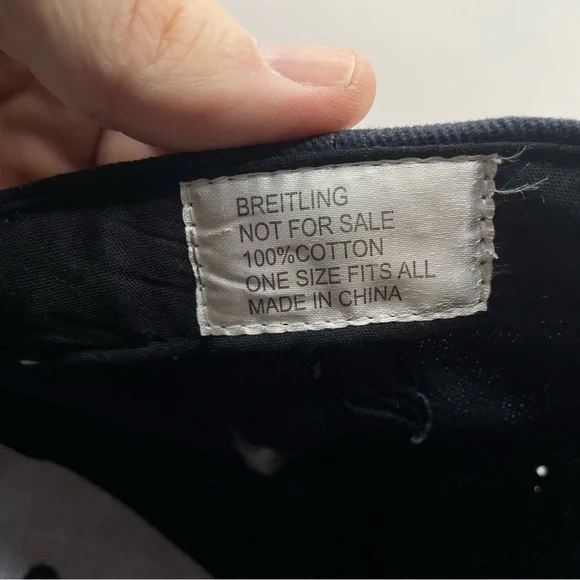 BREITLING
NOT FOR SALE
100%COTTON
ONE SIZE FITS ALL
MADE IN CHINA